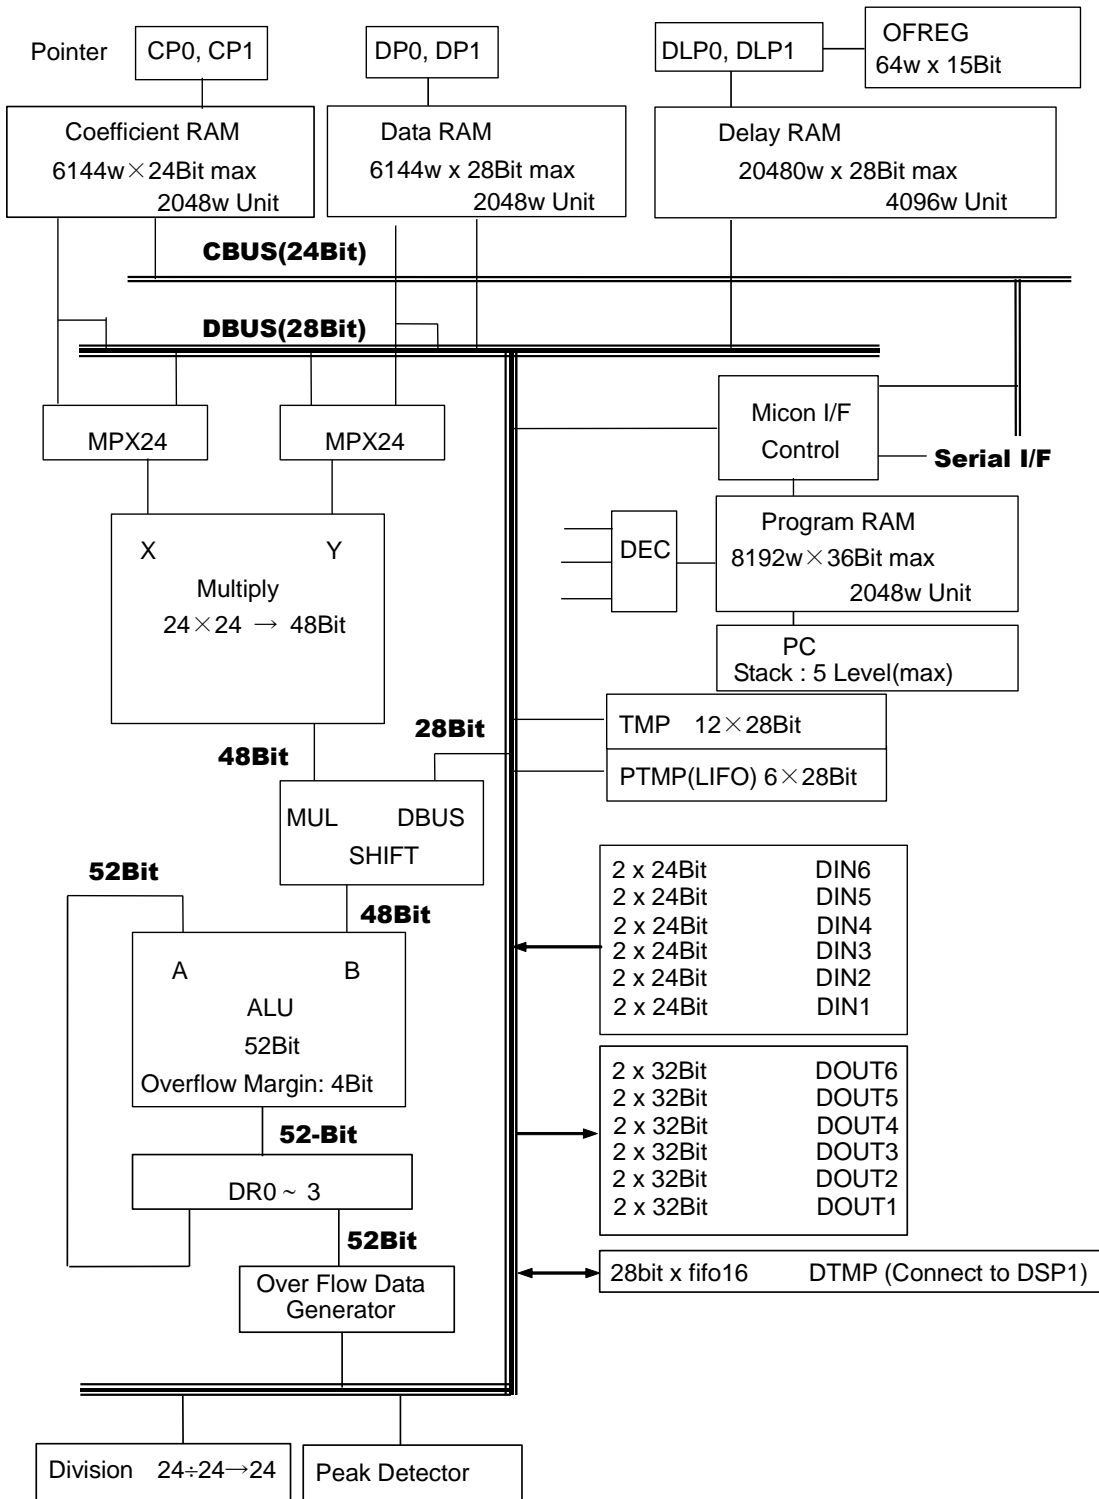 Pointer
CP0, CP1
DP0, DP1
DLP0, DLP1
OFREG
64w x 15Bit
Coefficient RAM
6144w×24Bit max
2048w Unit
Data RAM
6144w x 28Bit max
2048w Unit
Delay RAM
20480w x 28Bit max
4096w Unit
CBUS(24Bit)
DBUS(28Bit)
MPX24
MPX24
Micon I/F
Control
Serial I/F
X
Y
Multiply
24×24 → 48Bit
DEC
Program RAM
8192w×36Bit max
2048w Unit
PC
Stack : 5 Level(max)
TMP 12×28Bit
PTMP(LIFO) 6×28Bit
48Bit
28Bit
MUL
DBUS
SHIFT
52Bit
48Bit
A
B
ALU
52Bit
Overflow Margin: 4Bit
52-Bit
DR0 ~ 3
52Bit
Over Flow Data
Generator
2 x 24Bit DIN6
2 x 24Bit DIN5
2 x 24Bit DIN4
2 x 24Bit DIN3
2 x 24Bit DIN2
2 x 24Bit DIN1
2 x 32Bit DOUT6
2 x 32Bit DOUT5
2 x 32Bit DOUT4
2 x 32Bit DOUT3
2 x 32Bit DOUT2
2 x 32Bit DOUT1
28bit x fifo16 DTMP (Connect to DSP1)
Division 24÷24→24
Peak Detector